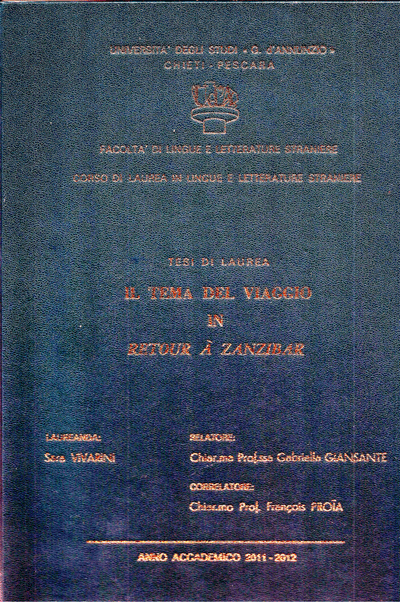 UNIVERSITA' DEGLI STUDI « G. d'ANNUNZIO »
CHIETI - PESCARA
FACOLTA' DI LINGUE E LETTERATURE STRANIERE
CORSO DI LAUREA IN LINGUE E LETTERATURE STRANIERE
TESI DI LAUREA
IL TEMA DEL VIAGGIO
IN
RETOUR À ZANZIBAR
LAUREANDA:
Sara VIVARINI
RELATORE:
Chiar.ma Prof.ssa Gabriella GIANSANTE
CORRELATORE:
Chiar.mo Prof. François PROÏA
ANNO ACCADEMICO 2011 - 2012